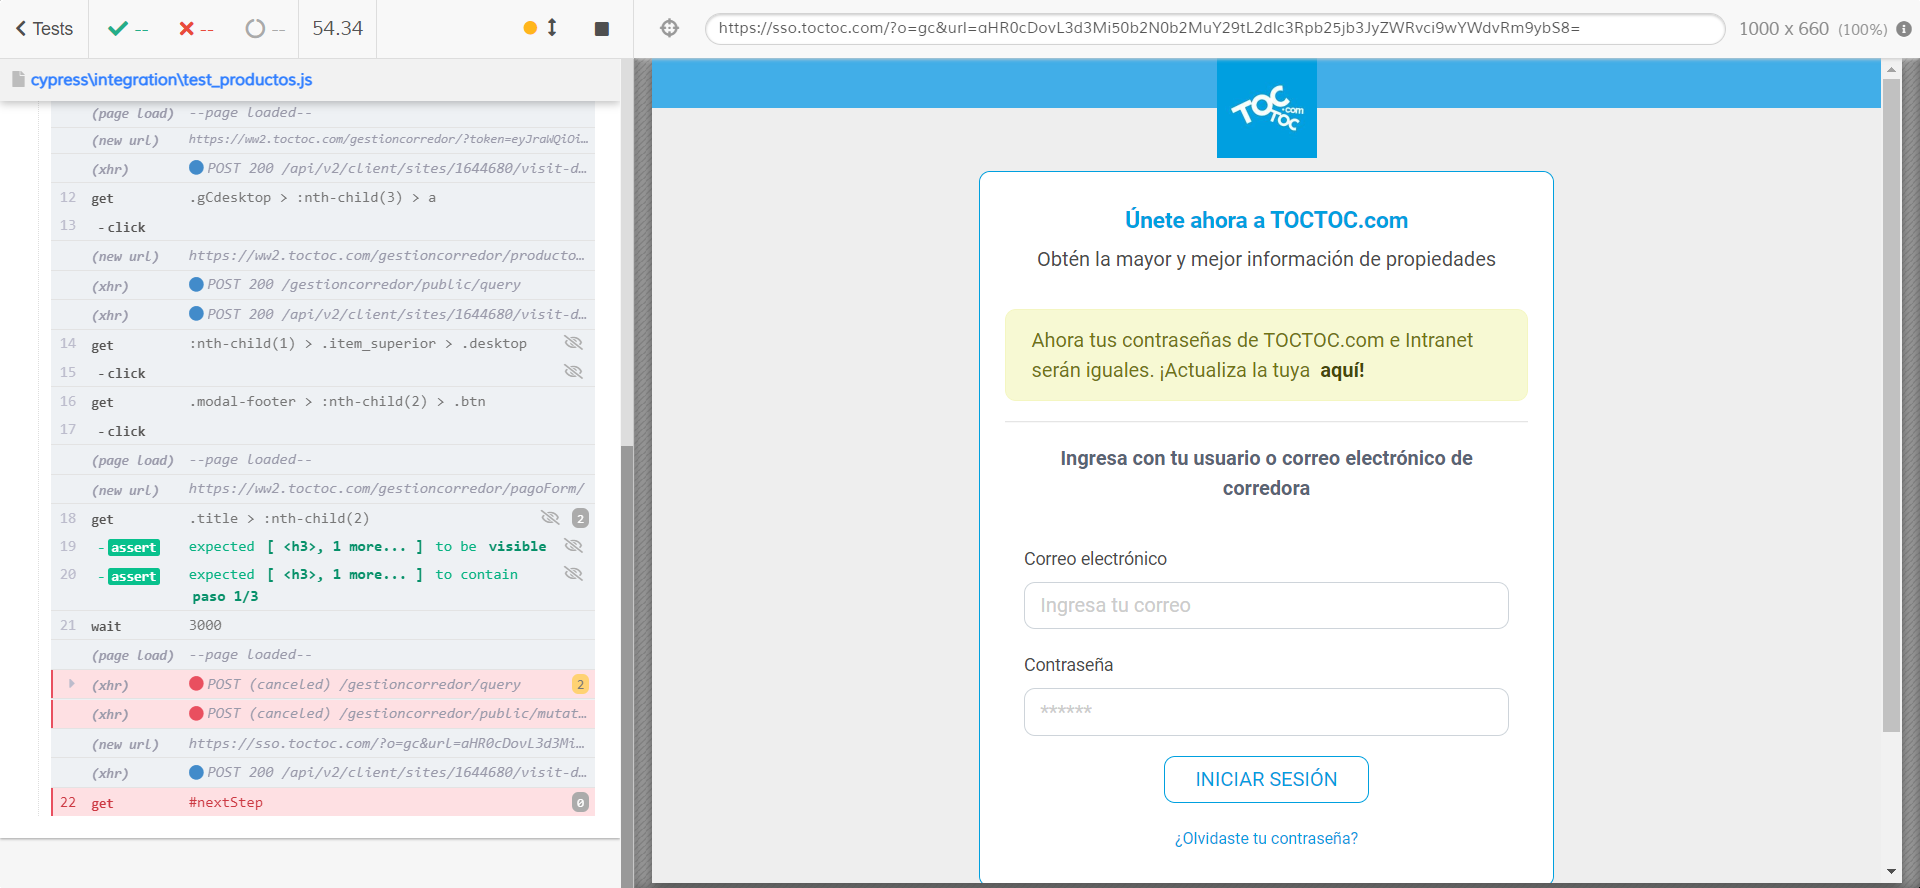 Tests
--
--
--
54.34
https://sso.toctoc.com/?o=gc&url=aHR0cDovL3d3Mi50b2N0b2MuY29tL2dlc3Rpb25jb3JyZWRvci9wYWdvRm9ybS8=
1000 x 660 (100%)
cypress\integration\test_productos.js
(page load) --page loaded--
(new url) https://ww2.toctoc.com/gestioncorredor/?token=eyJraWQiOi…
(xhr) POST 200 /api/v2/client/sites/1644680/visit-d…
12 get .gCdesktop > :nth-child(3) > a
13 -click
(new url) https://ww2.toctoc.com/gestioncorredor/producto…
(xhr) POST 200 /gestioncorredor/public/query
(xhr) POST 200 /api/v2/client/sites/1644680/visit-d…
14 get :nth-child(1) > .item_superior > .desktop
15 -click
16 get .modal-footer > :nth-child(2) > .btn
17 -click
(page load) --page loaded--
(new url) https://ww2.toctoc.com/gestioncorredor/pagoForm/
18 get .title > :nth-child(2) 2
19 -assert expected [ <h3>, 1 more... ] to be visible
20 -assert expected [ <h3>, 1 more... ] to contain
paso 1/3
21 wait 3000
(page load) --page loaded--
(xhr) POST (canceled) /gestioncorredor/query 2
(xhr) POST (canceled) /gestioncorredor/public/mutat…
(new url) https://sso.toctoc.com/?o=gc&url=aHR0cDovL3d3Mi…
(xhr) POST 200 /api/v2/client/sites/1644680/visit-d…
22 get #nextStep 0
TOC
.com
TOC
Únete ahora a TOCTOC.com
Obtén la mayor y mejor información de propiedades
Ahora tus contraseñas de TOCTOC.com e Intranet
serán iguales. ¡Actualiza la tuya aquí!
Ingresa con tu usuario o correo electrónico de
corredora
Correo electrónico
Ingresa tu correo
Contraseña
******
INICIAR SESIÓN
¿Olvidaste tu contraseña?